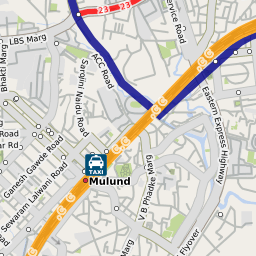 23
23
Service Road
LBS Marg
Bhakti Marg
ACC Road
Sarojini Naidu Road
C C
Eastern Express Highway
Road
ar Rd
Ganesh Gawde Road
TAXI
Mulund
V B Phadke Marg
Sewaram Lalwani Road
C C
Flyover
Marg